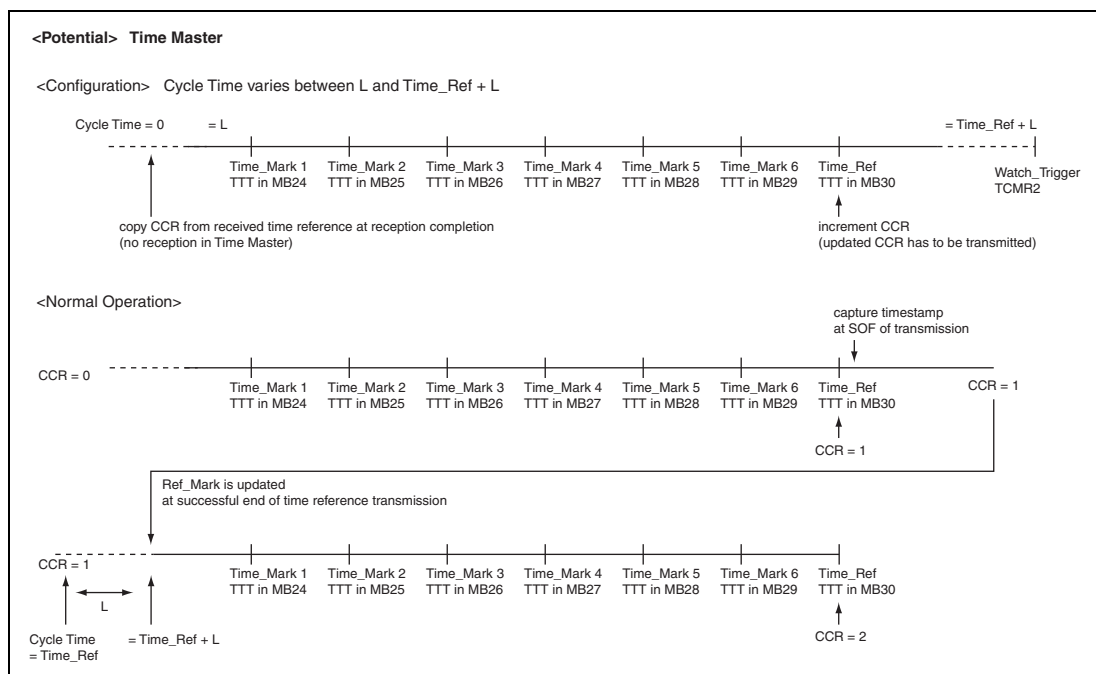 <Potential> Time Master
<Configuration> Cycle Time varies between L and Time_Ref + L
Cycle Time = 0 = L = Time_Ref + L
Time_Mark 1 Time_Mark 2 Time_Mark 3 Time_Mark 4 Time_Mark 5 Time_Mark 6 Time_Ref
TTT in MB24 TTT in MB25 TTT in MB26 TTT in MB27 TTT in MB28 TTT in MB29 TTT in MB30
Watch_Trigger
TCMR2
copy CCR from received time reference at reception completion
(no reception in Time Master)
increment CCR
(updated CCR has to be transmitted)
<Normal Operation>
capture timestamp
at SOF of transmission
CCR = 0 CCR = 1
Time_Mark 1 Time_Mark 2 Time_Mark 3 Time_Mark 4 Time_Mark 5 Time_Mark 6 Time_Ref
TTT in MB24 TTT in MB25 TTT in MB26 TTT in MB27 TTT in MB28 TTT in MB29 TTT in MB30
CCR = 1
Ref_Mark is updated
at successful end of time reference transmission
CCR = 1
Time_Mark 1 Time_Mark 2 Time_Mark 3 Time_Mark 4 Time_Mark 5 Time_Mark 6 Time_Ref
TTT in MB24 TTT in MB25 TTT in MB26 TTT in MB27 TTT in MB28 TTT in MB29 TTT in MB30
L
Cycle Time = Time_Ref + L
= Time_Ref
CCR = 2